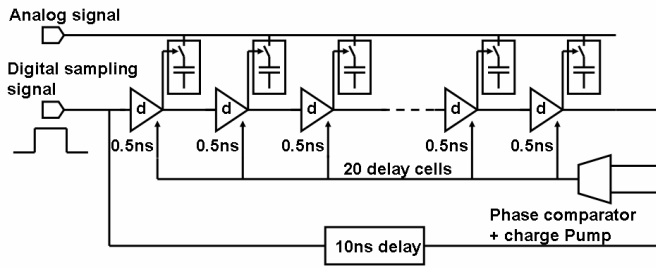 Analog signal
Digital sampling
signal
d d d d d
0.5ns 0.5ns 0.5ns 0.5ns 0.5ns
20 delay cells
Phase comparator
+ charge Pump
10ns delay